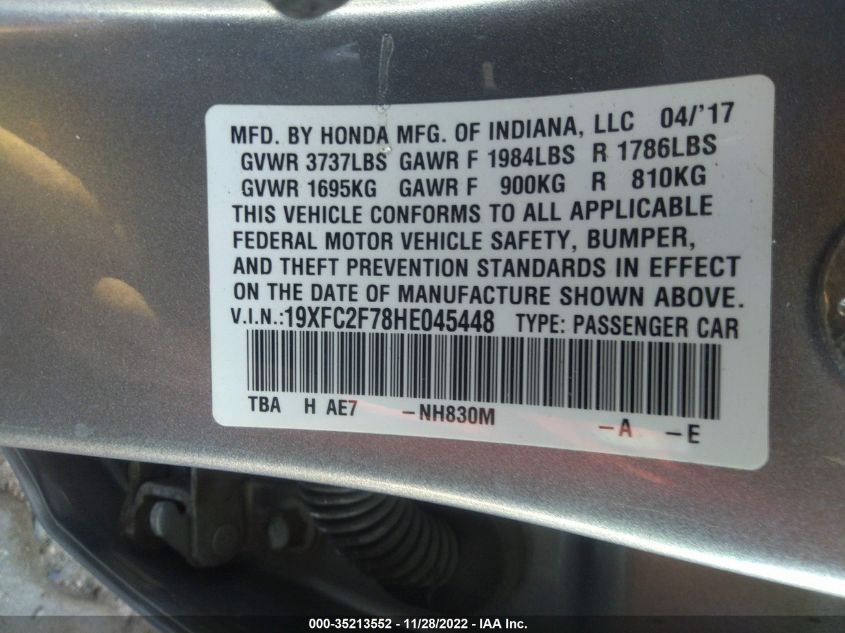 MFD. BY HONDA MFG. OF INDIANA, LLC 04/'17
GVWR 3737LBS GAWR F 1984LBS R 1786LBS
GVWR 1695KG GAWR F 900KG R 810KG
THIS VEHICLE CONFORMS TO ALL APPLICABLE
FEDERAL MOTOR VEHICLE SAFETY, BUMPER,
AND THEFT PREVENTION STANDARDS IN EFFECT
ON THE DATE OF MANUFACTURE SHOWN ABOVE.
V.I.N.:19XFC2F78HE045448 TYPE: PASSENGER CAR
TBA H AE7 -NH830M -A -E
000-35213552 - 11/28/2022 - IAA Inc.